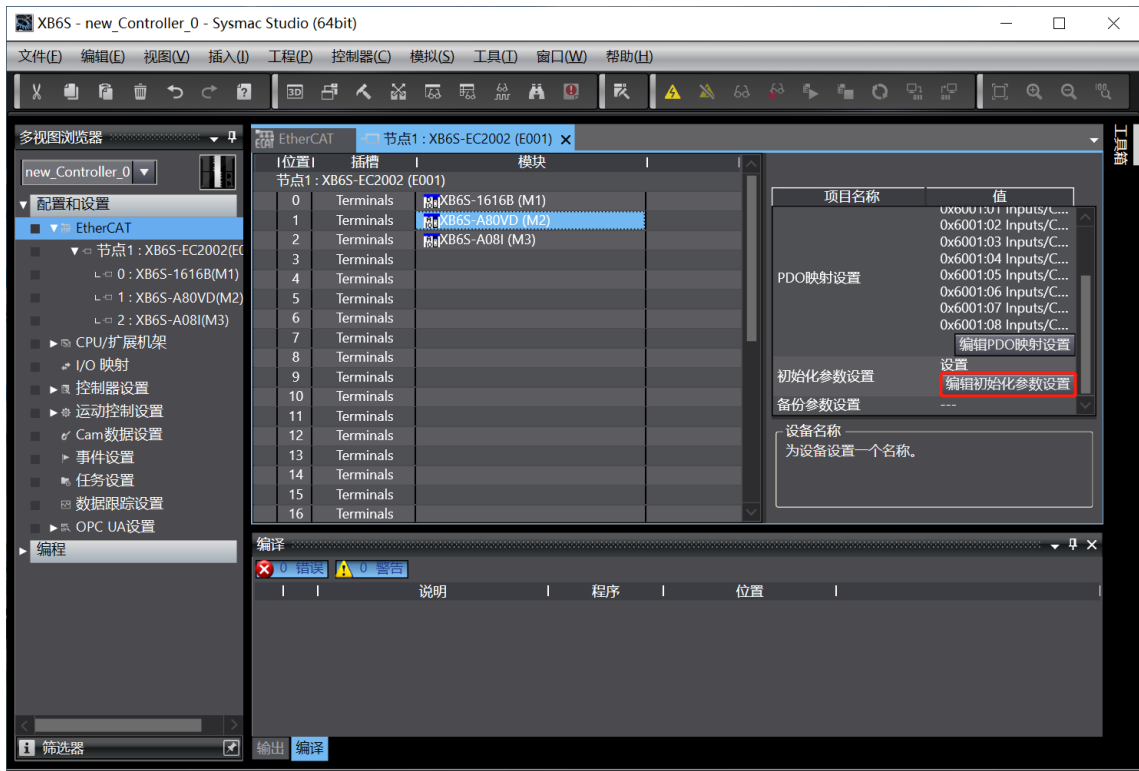 XB6S - new_Controller_0 - Sysmac Studio (64bit)
文件(F) 编辑(E) 视图(V) 插入(I) 工程(P) 控制器(C) 模拟(S) 工具(T) 窗口(W) 帮助(H)
多视图浏览器
new_Controller_0
配置和设置
EtherCAT
节点1 : XB6S-EC2002(E0
0 : XB6S-1616B(M1)
1 : XB6S-A80VD(M2)
2 : XB6S-A08I(M3)
CPU/扩展机架
I/O 映射
控制器设置
运动控制设置
Cam数据设置
事件设置
任务设置
数据跟踪设置
OPC UA设置
编程
筛选器
EtherCAT
节点1 : XB6S-EC2002 (E001)
位置 插槽 模块
节点1 : XB6S-EC2002 (E001)
0 Terminals XB6S-1616B (M1)
1 Terminals XB6S-A80VD (M2)
2 Terminals XB6S-A08I (M3)
3 Terminals
4 Terminals
5 Terminals
6 Terminals
7 Terminals
8 Terminals
9 Terminals
10 Terminals
11 Terminals
12 Terminals
13 Terminals
14 Terminals
15 Terminals
16 Terminals
项目名称 值
PDO映射设置
0x6001:01 Inputs/C...
0x6001:02 Inputs/C...
0x6001:03 Inputs/C...
0x6001:04 Inputs/C...
0x6001:05 Inputs/C...
0x6001:06 Inputs/C...
0x6001:07 Inputs/C...
0x6001:08 Inputs/C...
编辑PDO映射设置
初始化参数设置
设置
编辑初始化参数设置
备份参数设置 ---
设备名称
为设备设置一个名称。
工具箱
编译
0 错误 0 警告
说明 程序 位置
输出 编译